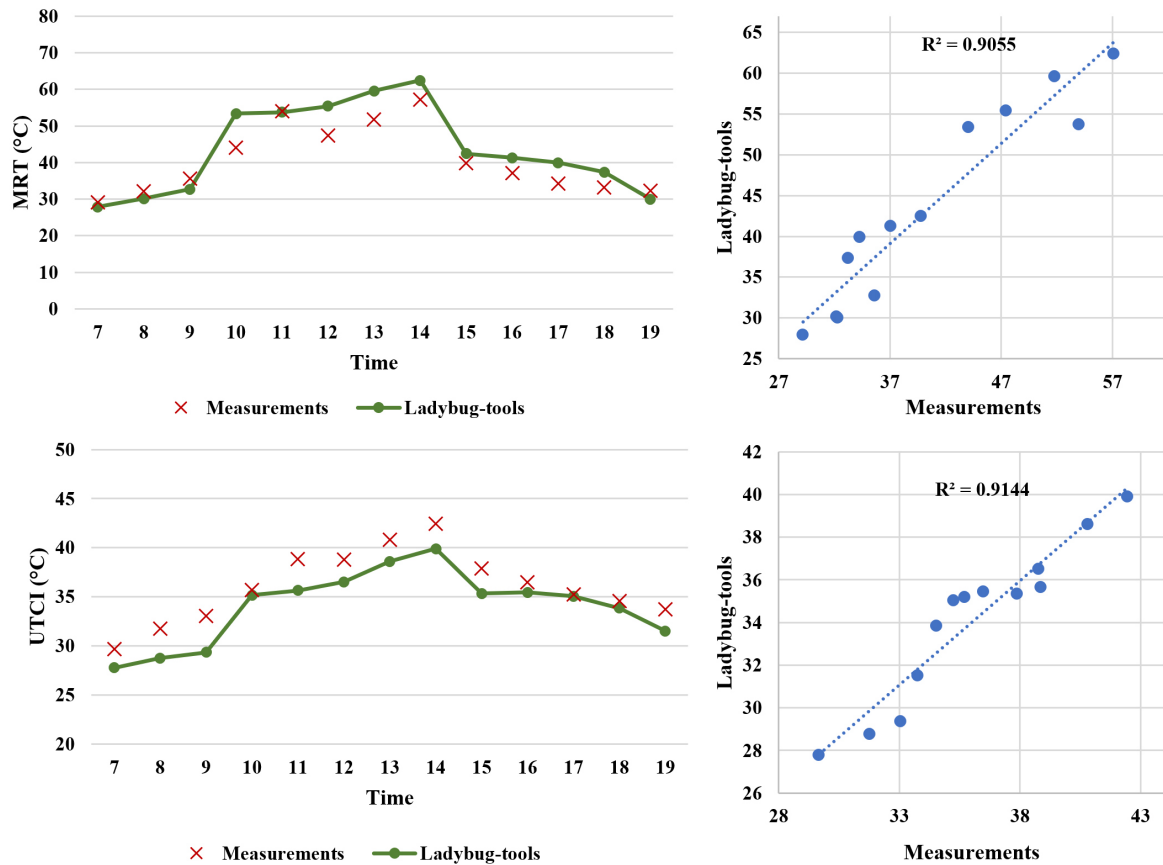 80
70
60
50
40
30
20
10
0
MRT (°C)
7 8 9 10 11 12 13 14 15 16 17 18 19
Time
Measurements Ladybug-tools
R² = 0.9055
65
60
55
50
45
40
35
30
25
Ladybug-tools
27 37 47 57
Measurements
50
45
40
35
30
25
20
UTCI (°C)
7 8 9 10 11 12 13 14 15 16 17 18 19
Time
Measurements Ladybug-tools
R² = 0.9144
42
40
38
36
34
32
30
28
26
Ladybug-tools
28 33 38 43
Measurements